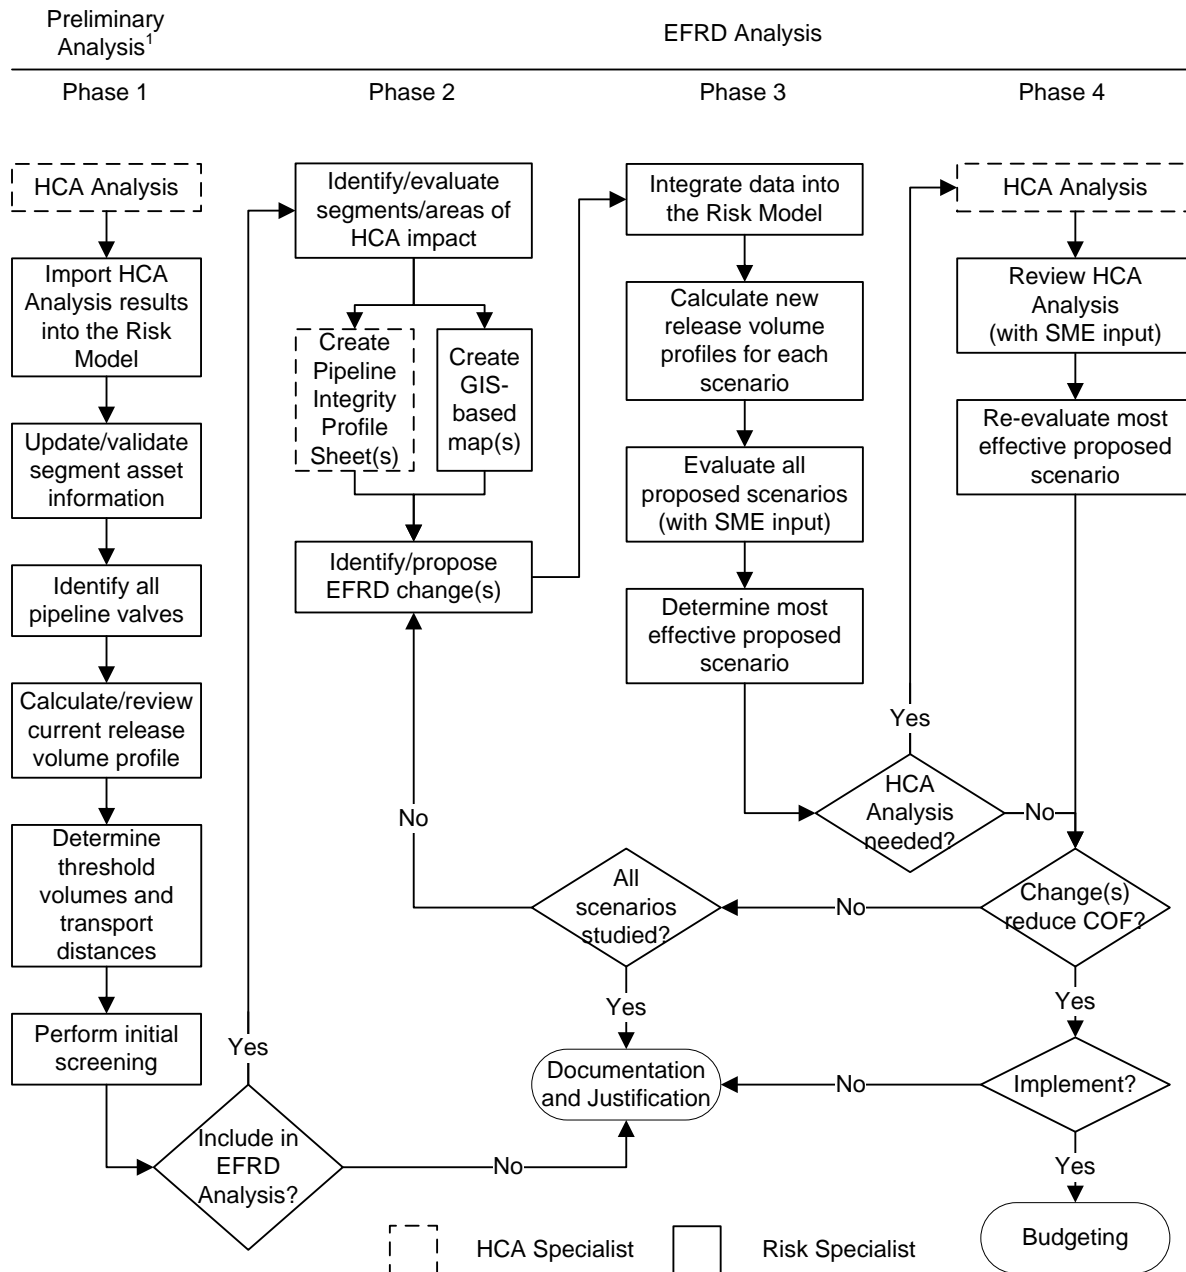 Preliminary
Analysis1
EFRD Analysis
Phase 1
Phase 2
Phase 3
Phase 4
HCA Analysis
Import HCA
Analysis results
into the Risk
Model
Update/validate
segment asset
information
Identify all
pipeline valves
Calculate/review
current release
volume profile
Determine
threshold
volumes and
transport
distances
Perform initial
screening
Include in
EFRD
Analysis?
Yes
No
Identify/evaluate
segments/areas of
HCA impact
Create
Pipeline
Integrity
Profile
Sheet(s)
Create
GIS-
based
map(s)
Identify/propose
EFRD change(s)
Integrate data into
the Risk Model
Calculate new
release volume
profiles for each
scenario
Evaluate all
proposed scenarios
(with SME input)
Determine most
effective proposed
scenario
HCA
Analysis
needed?
Yes
No
HCA Analysis
Review HCA
Analysis
(with SME input)
Re-evaluate most
effective proposed
scenario
Change(s)
reduce COF?
No
Yes
All
scenarios
studied?
No
Yes
Implement?
No
Yes
Documentation
and Justification
Budgeting
HCA Specialist
Risk Specialist